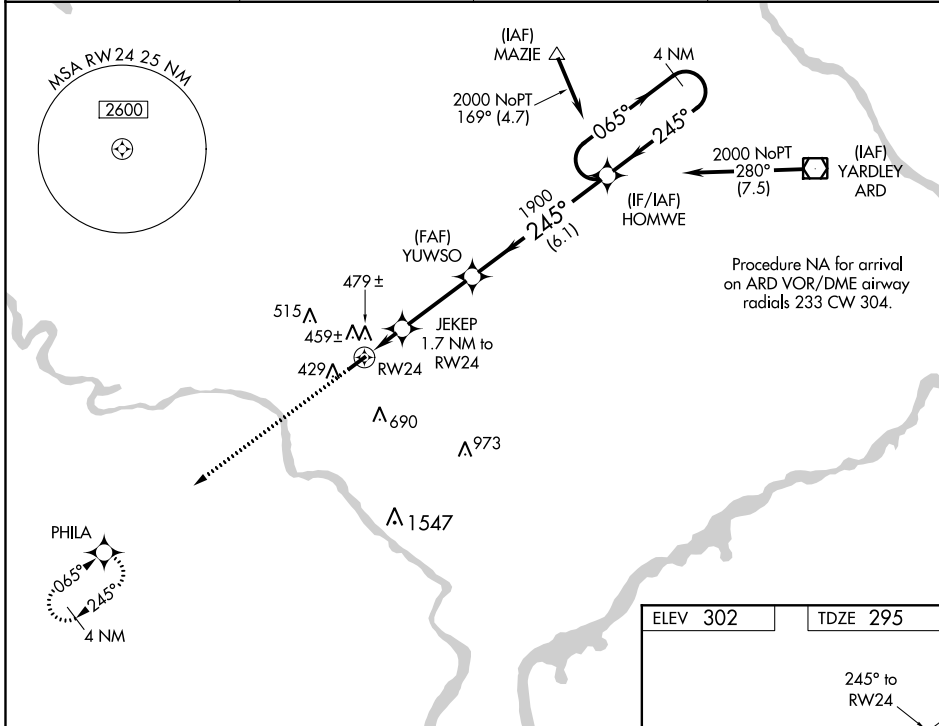 MSA RW 24 25 NM
2600
(IAF)
MAZIE
4 NM
2000 NoPT
169° (4.7)
065°
245°
2000 NoPT
280°
(7.5)
(IAF)
YARDLEY
ARD
(IF/IAF)
HOMWE
1900
245°
(6.1)
(FAF)
YUWSO
Procedure NA for arrival
on ARD VOR/DME airway
radials 233 CW 304.
479±
515
459±
JEKEP
1.7 NM to
RW24
429
RW24
690
973
1547
PHILA
065°
245°
4 NM
ELEV 302
TDZE 295
245° to
RW24